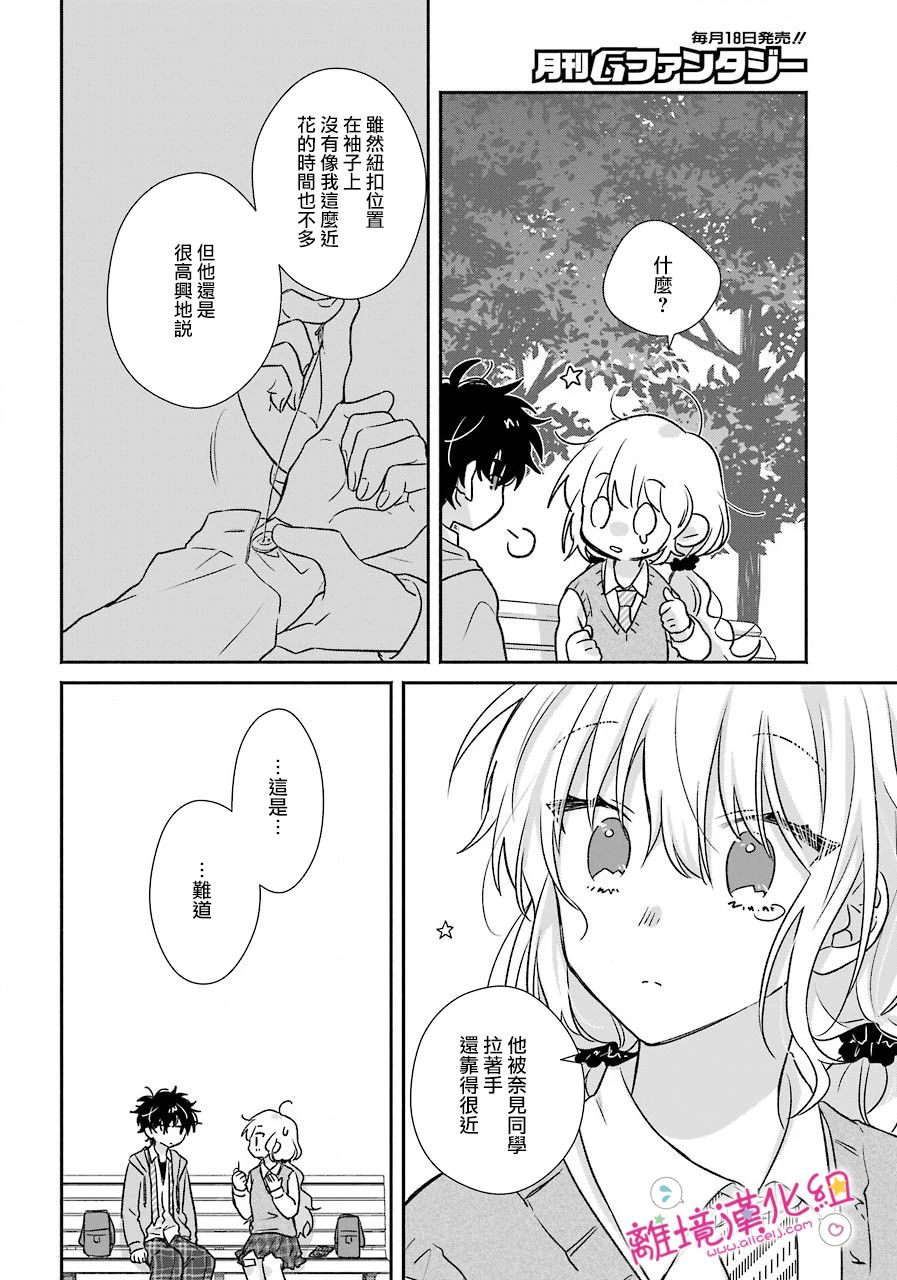 毎月18日発売!!
月刊Gファンタジー
什麼?
雖然紐扣位置
在袖子上
沒有像我這麼近
花的時間也不多
但他還是
很高興地說
他被奈見同學
拉著手
還靠得很近
…這是…
…難道
離境漢化組
www.aliceij.com